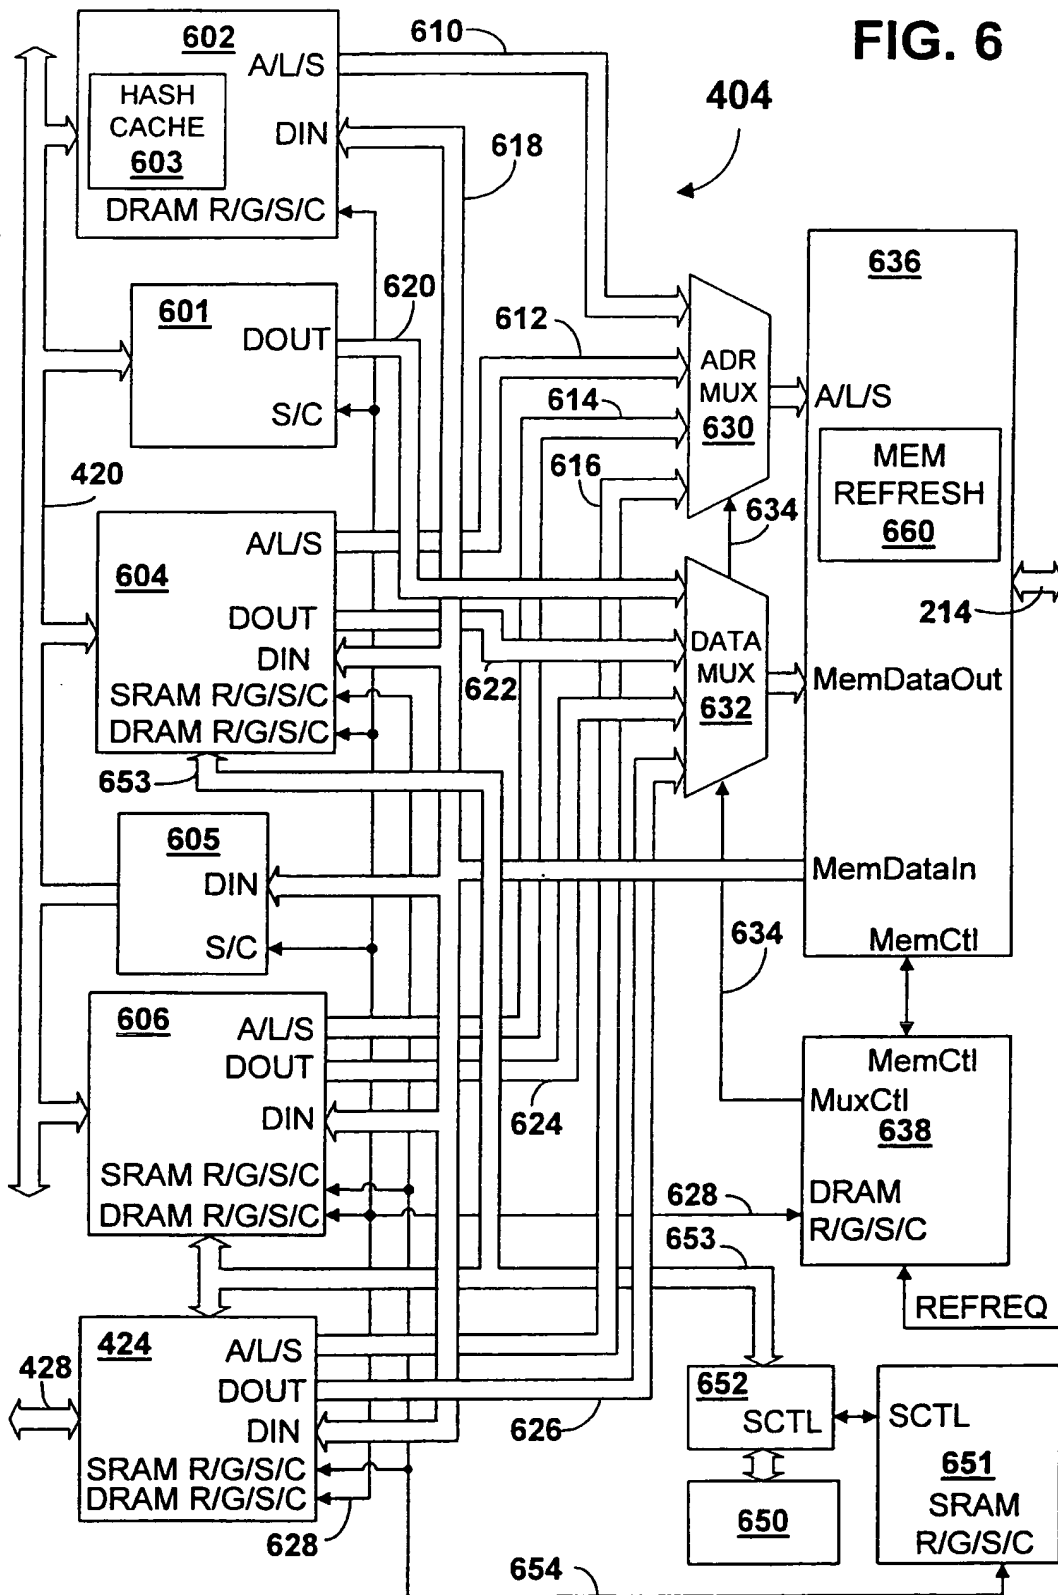 FIG. 6
404
602
A/L/S
HASH
CACHE
603
DIN
DRAM R/G/S/C
610
618
601
DOUT
S/C
620
612
614
616
420
604
A/L/S
DOUT
DIN
SRAM R/G/S/C
DRAM R/G/S/C
622
653
ADR
MUX
630
634
DATA
MUX
632
636
A/L/S
MEM
REFRESH
660
214
MemDataOut
MemDataIn
MemCtl
605
DIN
S/C
634
606
A/L/S
DOUT
DIN
SRAM R/G/S/C
DRAM R/G/S/C
624
MemCtl
MuxCtl
638
DRAM
R/G/S/C
628
653
REFREQ
424
A/L/S
DOUT
DIN
SRAM R/G/S/C
DRAM R/G/S/C
428
626
628
652
SCTL
650
SCTL
651
SRAM
R/G/S/C
654